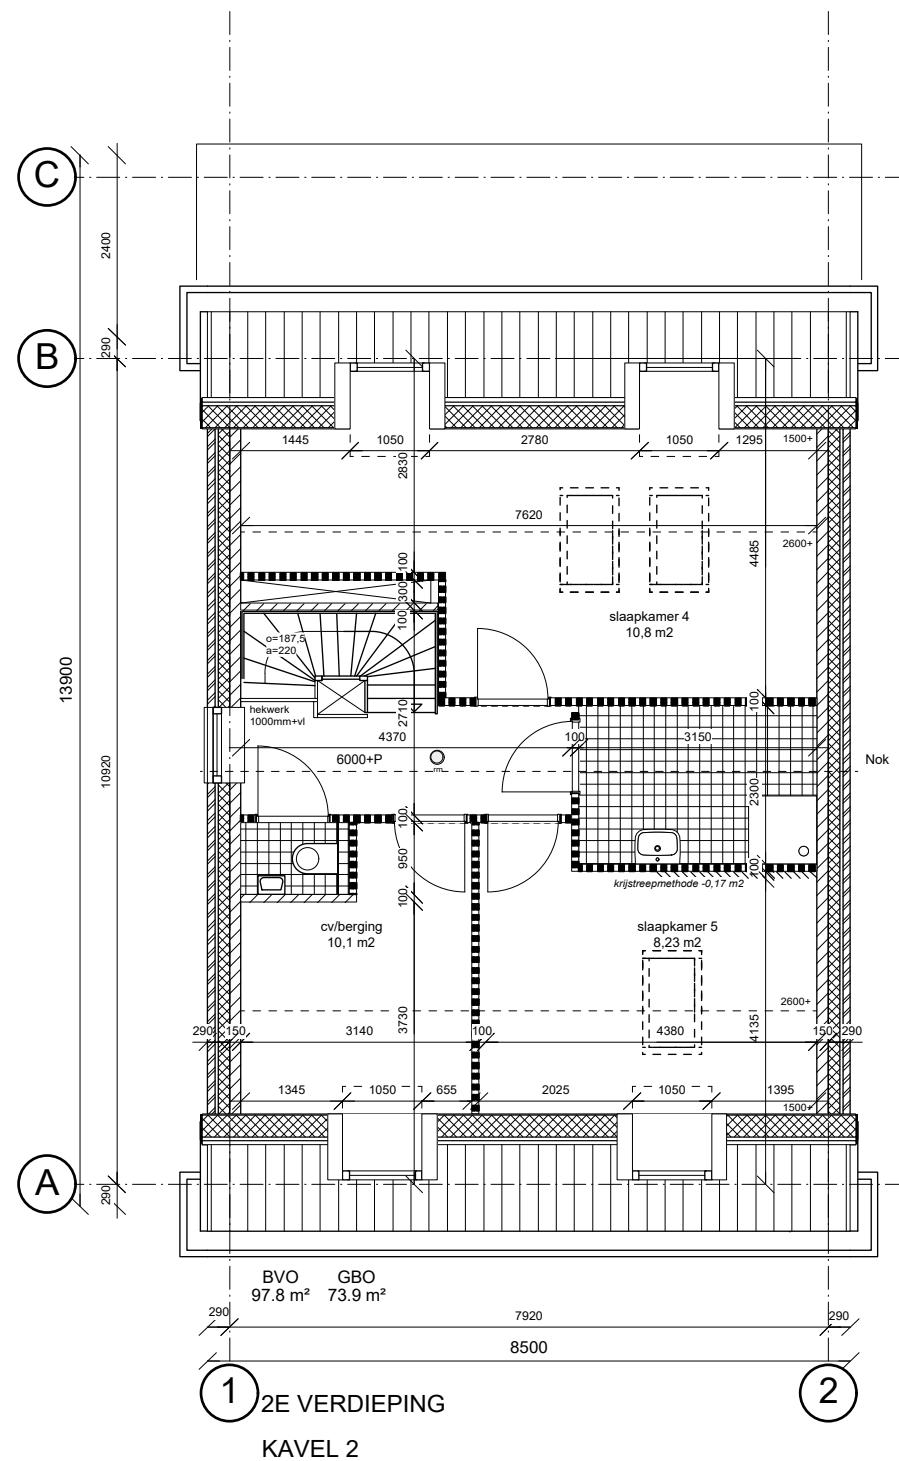 C
2400
290
B
1445
1050
2780
1050
1295
1500+
2830
7620
2600+
4485
100
300
100
slaapkamer 4
10,8 m2
o=187,5
a=220
13900
hekwerk
1000mm+vl
2710
100
4370
100
3150
6000+P
rm
Nok
10920
2300
100
950
100
100
krijstreepmethode -0,17 m2
cv/berging
10,1 m2
slaapkamer 5
8,23 m2
2600+
290
150
3140
3730
100
4380
4135
150
290
1345
1050
655
2025
1050
1395
1500+
A
290
BVO GBO
97.8 m² 73.9 m²
290
7920
290
8500
1
2
2E VERDIEPING
KAVEL 2